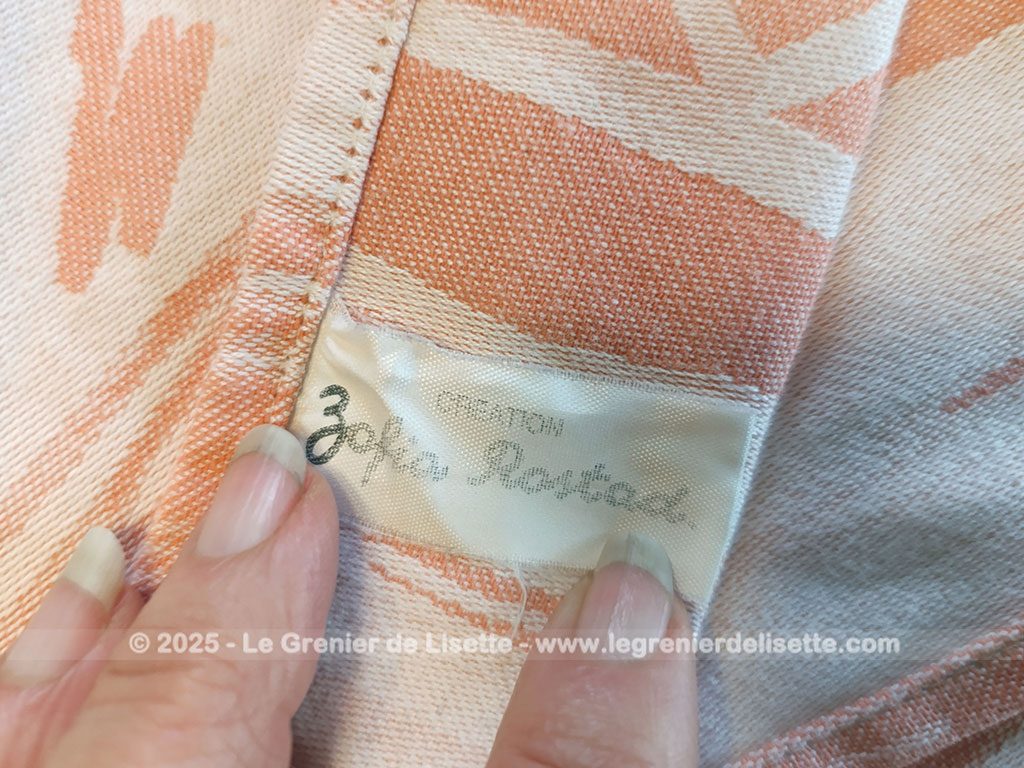 CREATION
Zofia Rostad
© 2025 - Le Grenier de Lisette - www.legrenierdelisette.com